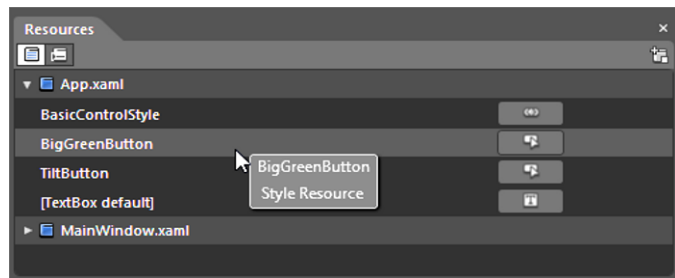 Resources
App.xaml
BasicControlStyle
BigGreenButton
BigGreenButton
TiltButton
Style Resource
[TextBox default]
MainWindow.xaml